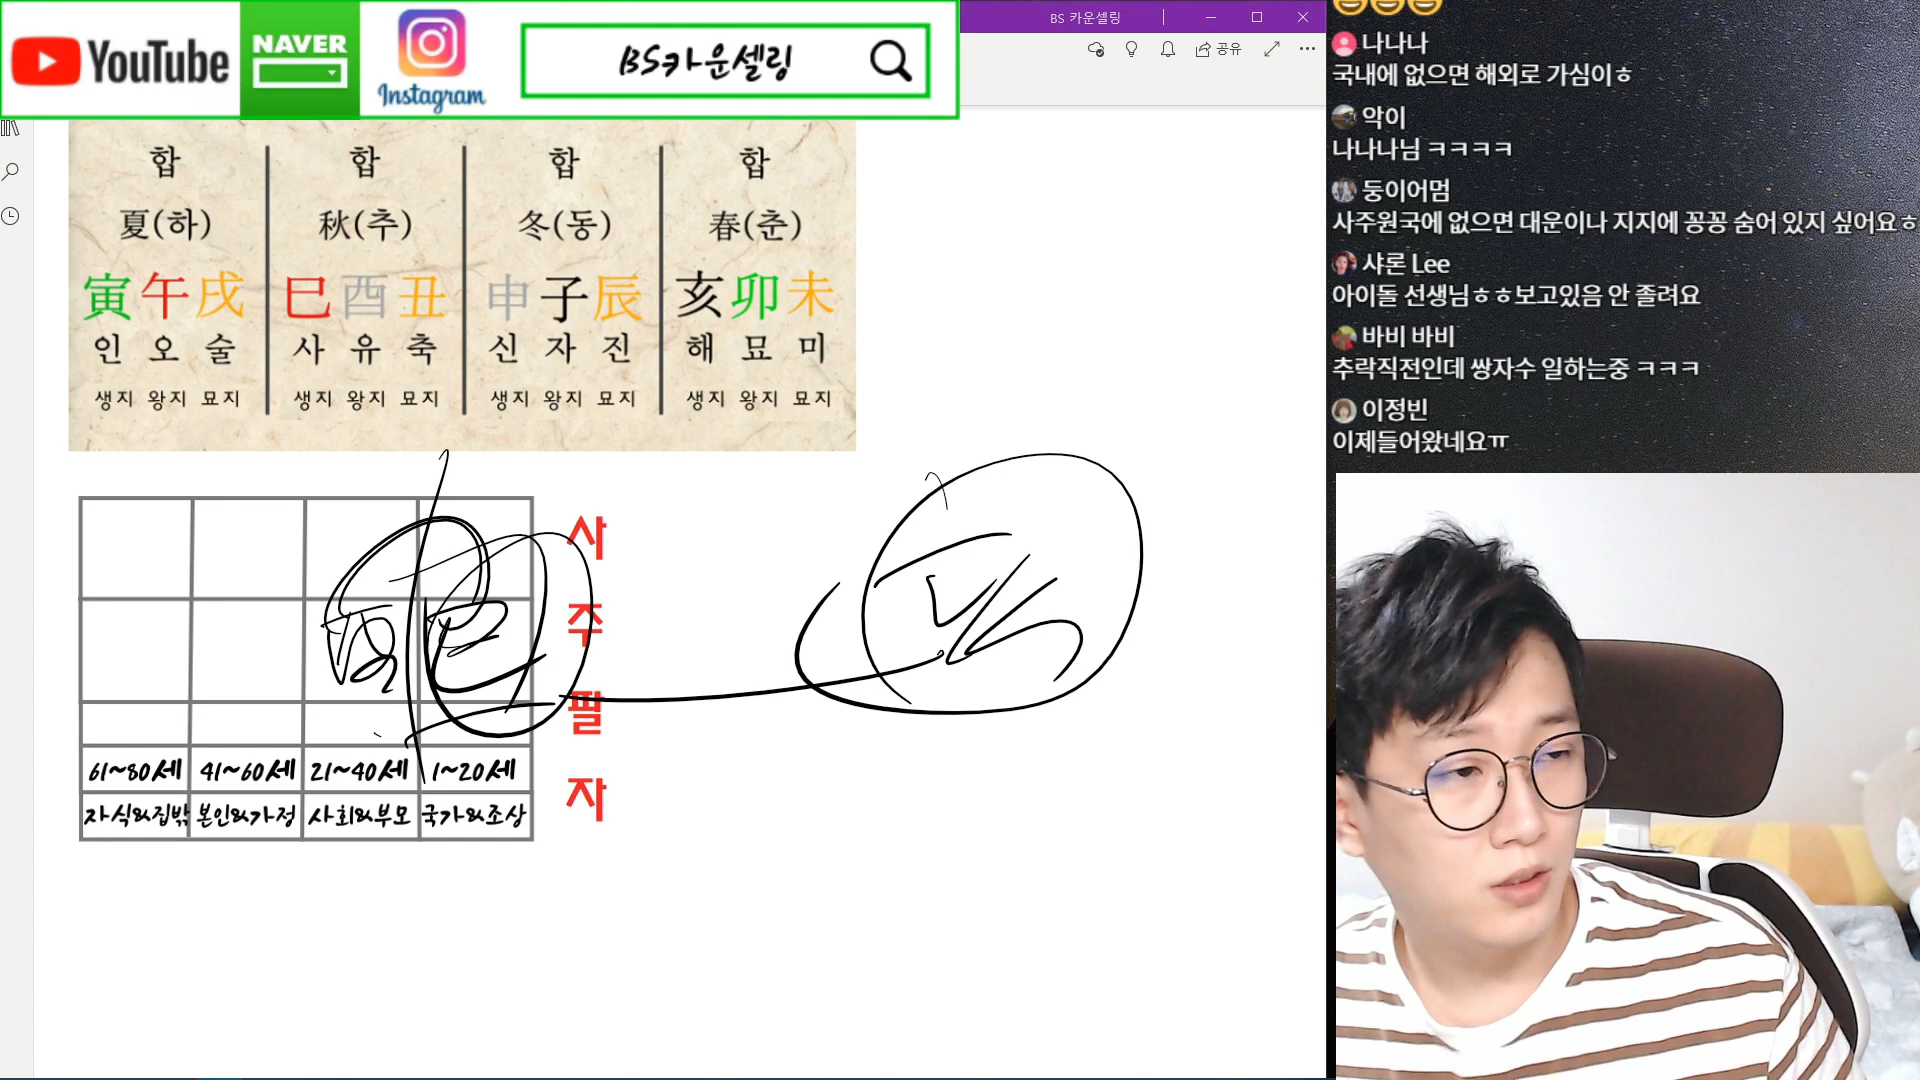 YouTube
NAVER
Instagram
BS카운셀링
BS 카운셀링
공유
합 합 합 합
夏(하) 秋(추) 冬(동) 春(춘)
寅午戌 巳酉丑 申子辰 亥卯未
인 오 술 사 유 축 신 자 진 해 묘 미
생지 왕지 묘지 생지 왕지 묘지 생지 왕지 묘지 생지 왕지 묘지
사
주
팔
자
61~80세 41~60세 21~40세 1~20세
자식&집밖 본인&가정 사회&부모 국가&조상
나나나
국내에 없으면 해외로 가심이ㅎ
악이
나나나님 ㅋㅋㅋㅋ
둥이어멈
사주원국에 없으면 대운이나 지지에 꽁꽁 숨어 있지 싶어요ㅎ
샤론 Lee
아이돌 선생님ㅎㅎ보고있음 안 졸려요
바비 바비
추락직전인데 쌍자수 일하는중 ㅋㅋㅋ
이정빈
이제들어왔네요ㅠ